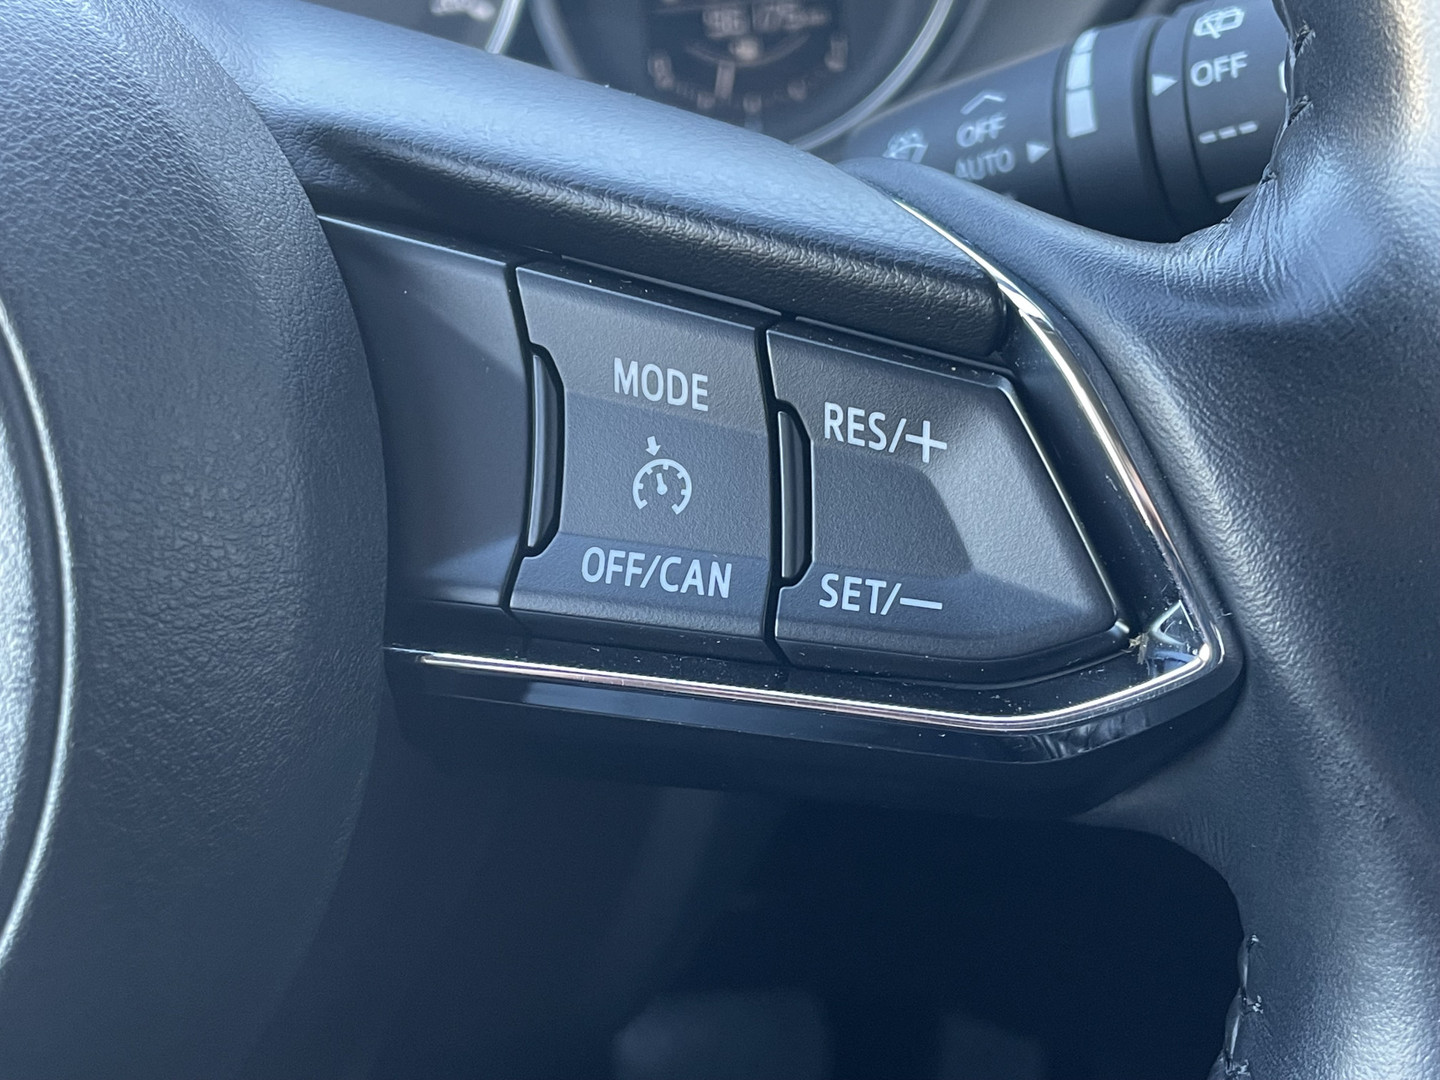 OFF
OFF
AUTO
MODE
OFF/CAN
RES/+
SET/−